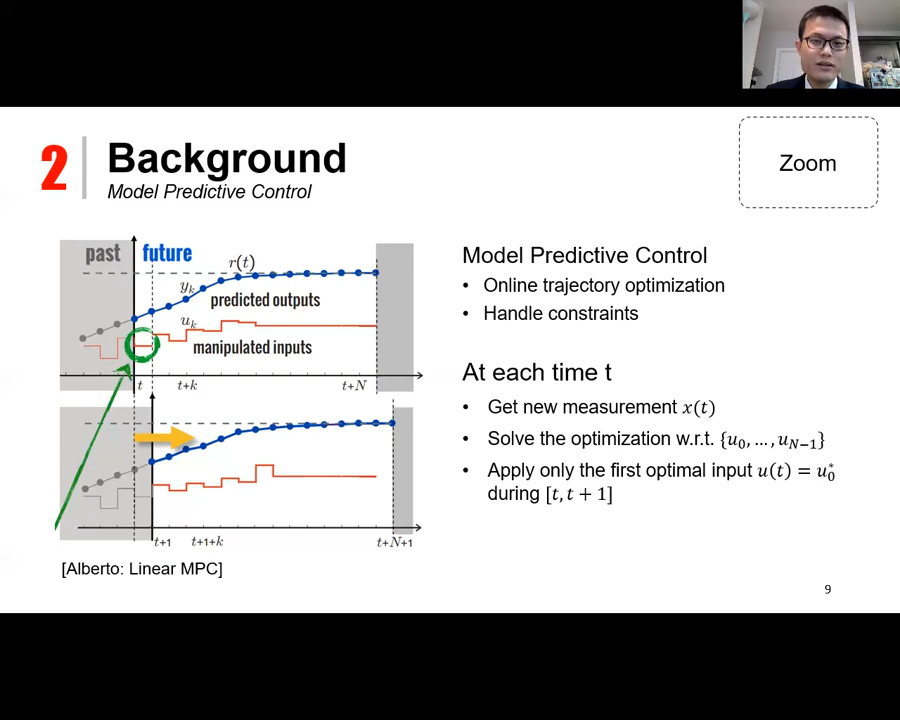 2
Background
Model Predictive Control
Zoom
past
future
r(t)
y_k
predicted outputs
u_k
manipulated inputs
t
t+k
t+N
t+1
t+1+k
t+N+1
[Alberto: Linear MPC]
Model Predictive Control
• Online trajectory optimization
• Handle constraints
At each time t
• Get new measurement x(t)
• Solve the optimization w.r.t. {u₀, … , u_{N−1}}
• Apply only the first optimal input u(t) = u₀*
during [t, t + 1]
9